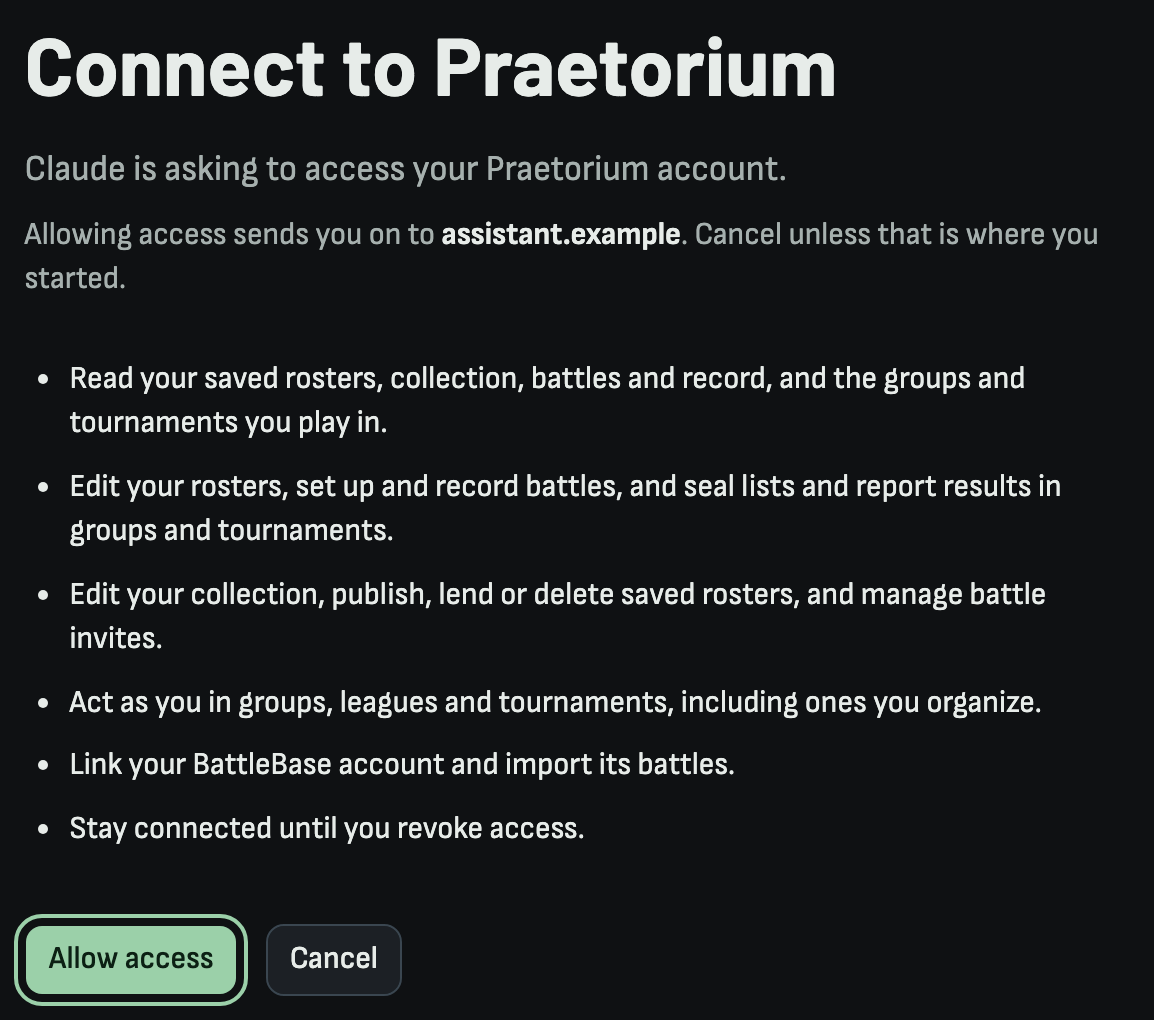 Connect to Praetorium
Claude is asking to access your Praetorium account.
Allowing access sends you on to assistant.example. Cancel unless that is where you
started.
• Read your saved rosters, collection, battles and record, and the groups and
tournaments you play in.
• Edit your rosters, set up and record battles, and seal lists and report results in
groups and tournaments.
• Edit your collection, publish, lend or delete saved rosters, and manage battle
invites.
• Act as you in groups, leagues and tournaments, including ones you organize.
• Link your BattleBase account and import its battles.
• Stay connected until you revoke access.
Allow access
Cancel